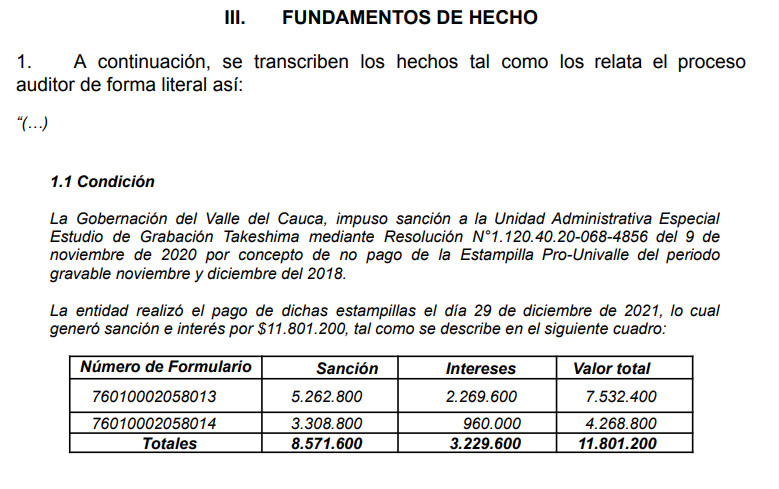 III. FUNDAMENTOS DE HECHO
1. A continuación, se transcriben los hechos tal como los relata el proceso
auditor de forma literal así:
“(…)
1.1 Condición
La Gobernación del Valle del Cauca, impuso sanción a la Unidad Administrativa Especial
Estudio de Grabación Takeshima mediante Resolución N°1.120.40.20-068-4856 del 9 de
noviembre de 2020 por concepto de no pago de la Estampilla Pro-Univalle del periodo
gravable noviembre y diciembre del 2018.
La entidad realizó el pago de dichas estampillas el día 29 de diciembre de 2021, lo cual
generó sanción e interés por $11.801.200, tal como se describe en el siguiente cuadro:
Número de Formulario Sanción Intereses Valor total
76010002058013 5.262.800 2.269.600 7.532.400
76010002058014 3.308.800 960.000 4.268.800
Totales 8.571.600 3.229.600 11.801.200